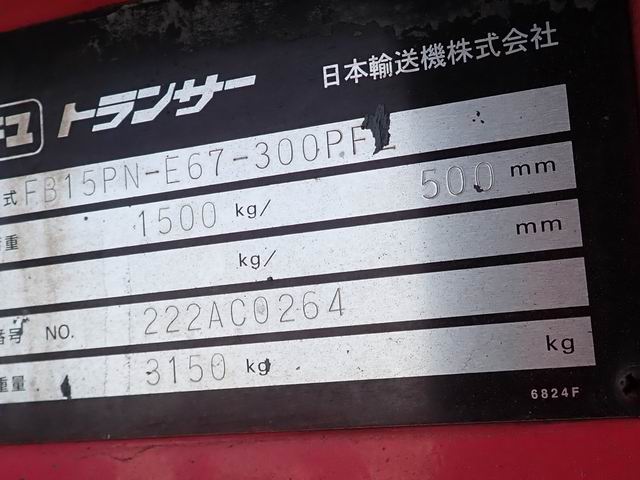 日本輸送機株式会社
トランサー
式 FB15PN-E67-300PF
重 1500 kg/ 500 mm
kg/ mm
番号 NO. 222AC0264
重量 3150 kg kg
6824F